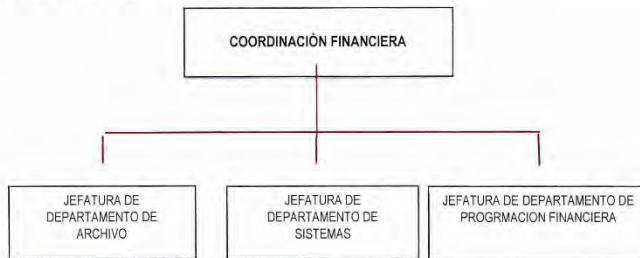 COORDINACIÒN FINANCIERA
JEFATURA DE
DEPARTAMENTO DE
ARCHIVO
JEFATURA DE
DEPARTAMENTO DE
SISTEMAS
JEFATURA DE DEPARTAMENTO DE
PROGRMACION FINANCIERA